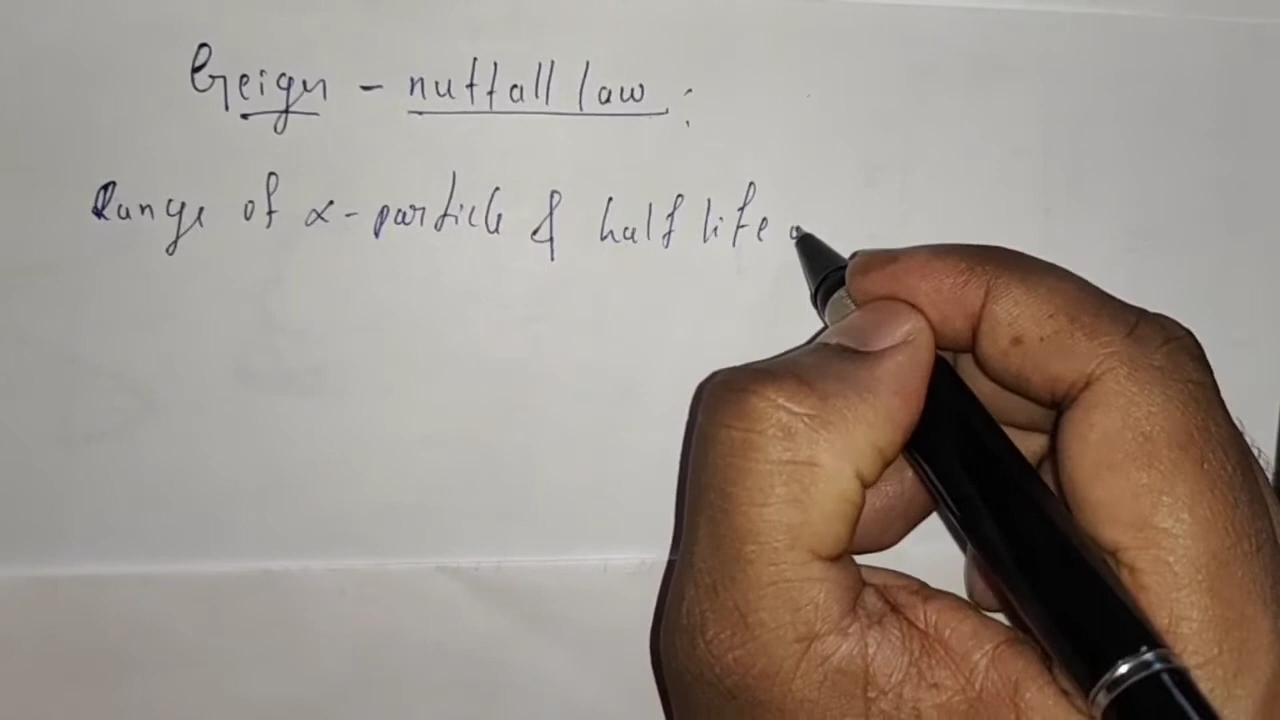 Geign - nuttall law :
Range of α-particle & half life